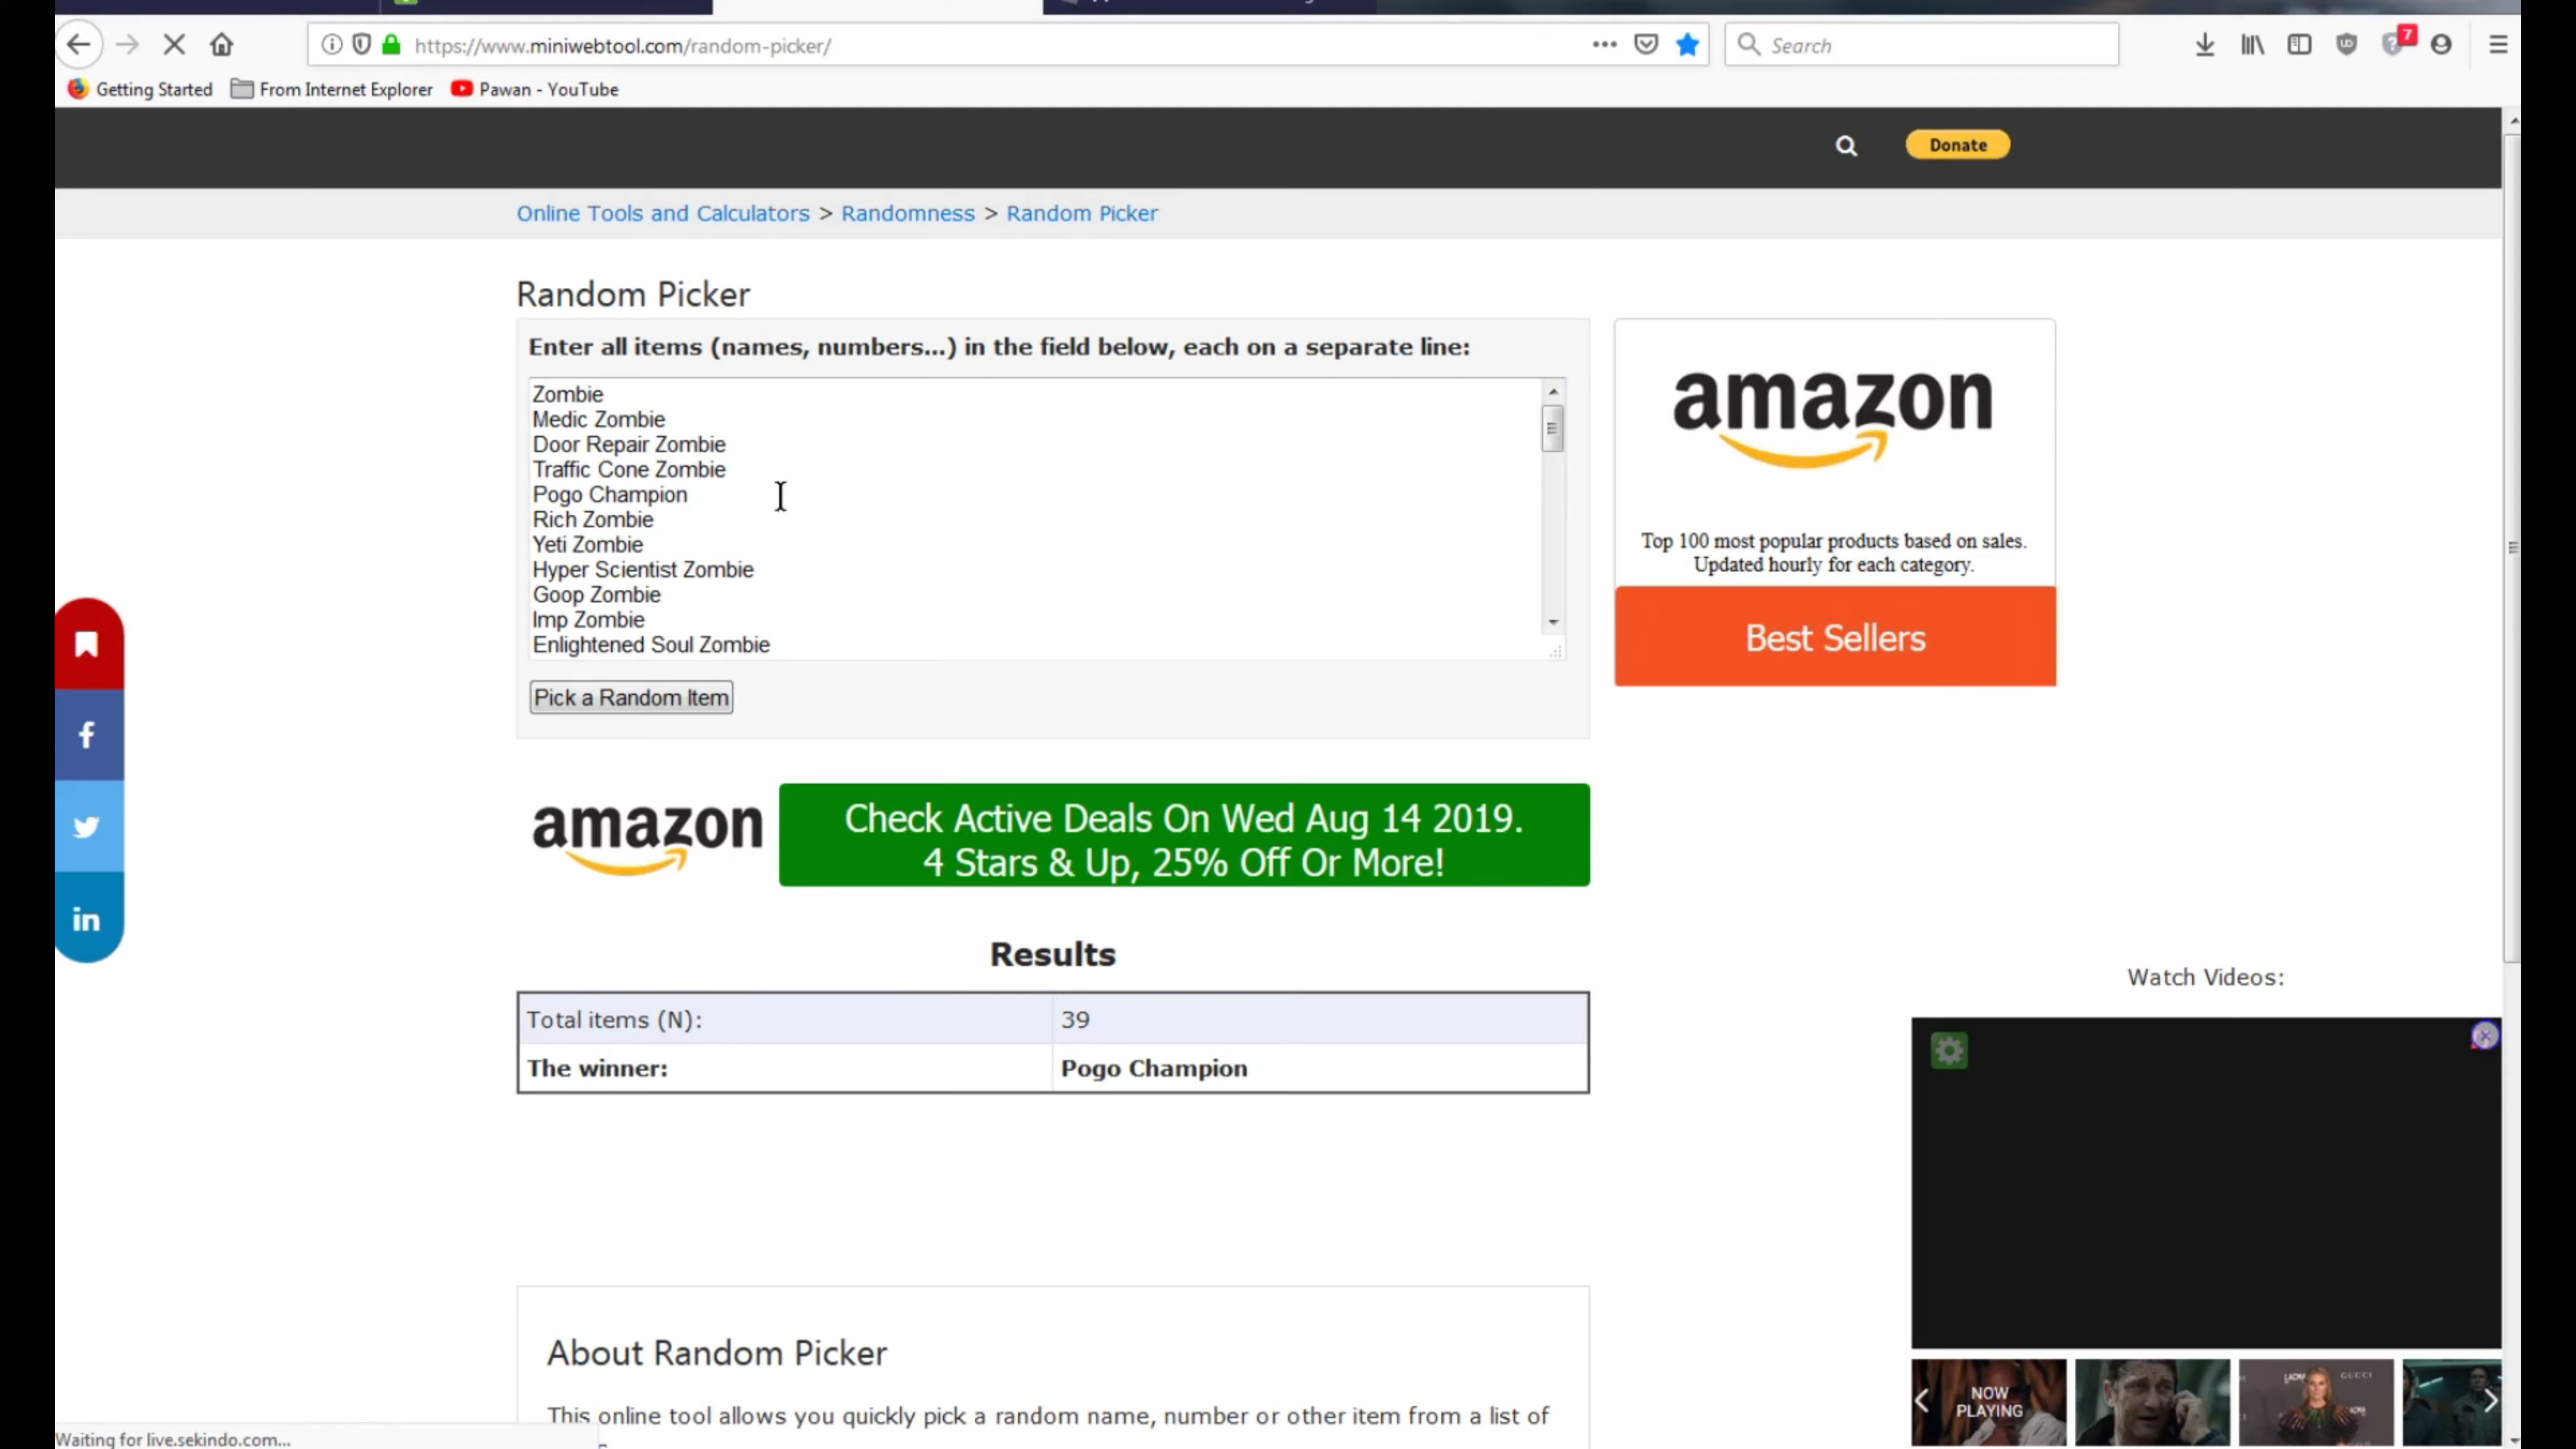 https://www.miniwebtool.com/random-picker/
Search
7
Getting Started
From Internet Explorer
Pawan - YouTube
Donate
Online Tools and Calculators > Randomness > Random Picker
Random Picker
Enter all items (names, numbers...) in the field below, each on a separate line:
Zombie
Medic Zombie
Door Repair Zombie
Traffic Cone Zombie
Pogo Champion
Rich Zombie
Yeti Zombie
Hyper Scientist Zombie
Goop Zombie
Imp Zombie
Enlightened Soul Zombie
Pick a Random Item
amazon
Top 100 most popular products based on sales.
Updated hourly for each category.
Best Sellers
amazon
Check Active Deals On Wed Aug 14 2019.
4 Stars & Up, 25% Off Or More!
Results
Total items (N): 39
The winner: Pogo Champion
Watch Videos:
NOW
PLAYING
GUCCI
About Random Picker
This online tool allows you quickly pick a random name, number or other item from a list of
Waiting for live.sekindo.com...